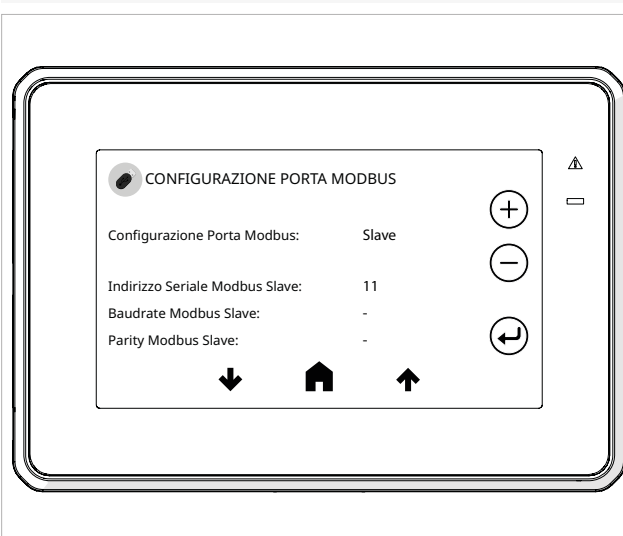 CONFIGURAZIONE PORTA MODBUS
Configurazione Porta Modbus: Slave
Indirizzo Seriale Modbus Slave: 11
Baudrate Modbus Slave: -
Parity Modbus Slave: -